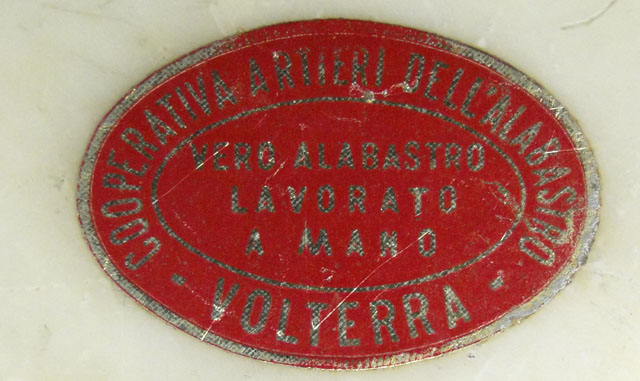 COOPERATIVA ARTIERI DELL'ALABASTRO
VERO ALABASTRO
LAVORATO
A MANO
- VOLTERRA -